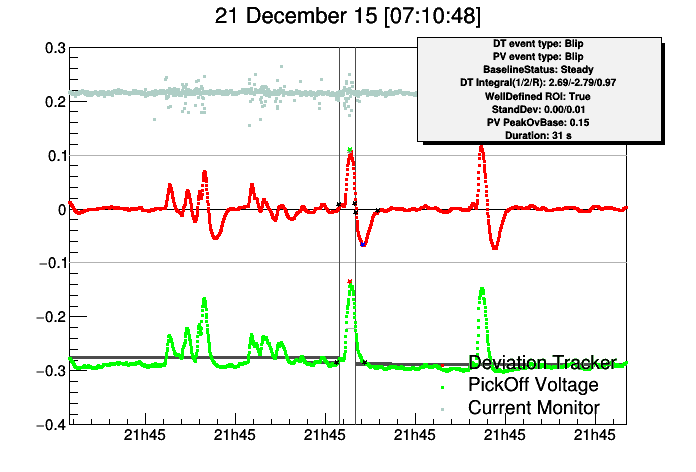 21 December 15 [07:10:48]
DT event type: Blip
PV event type: Blip
BaselineStatus: Steady
DT Integral(1/2/R): 2.69/-2.79/0.97
WellDefined ROI: True
StandDev: 0.00/0.01
PV PeakOvBase: 0.15
Duration: 31 s
0.3
0.2
0.1
0
−0.1
−0.2
−0.3
−0.4
Deviation Tracker
PickOff Voltage
Current Monitor
21h45 21h45 21h45 21h45 21h45 21h45